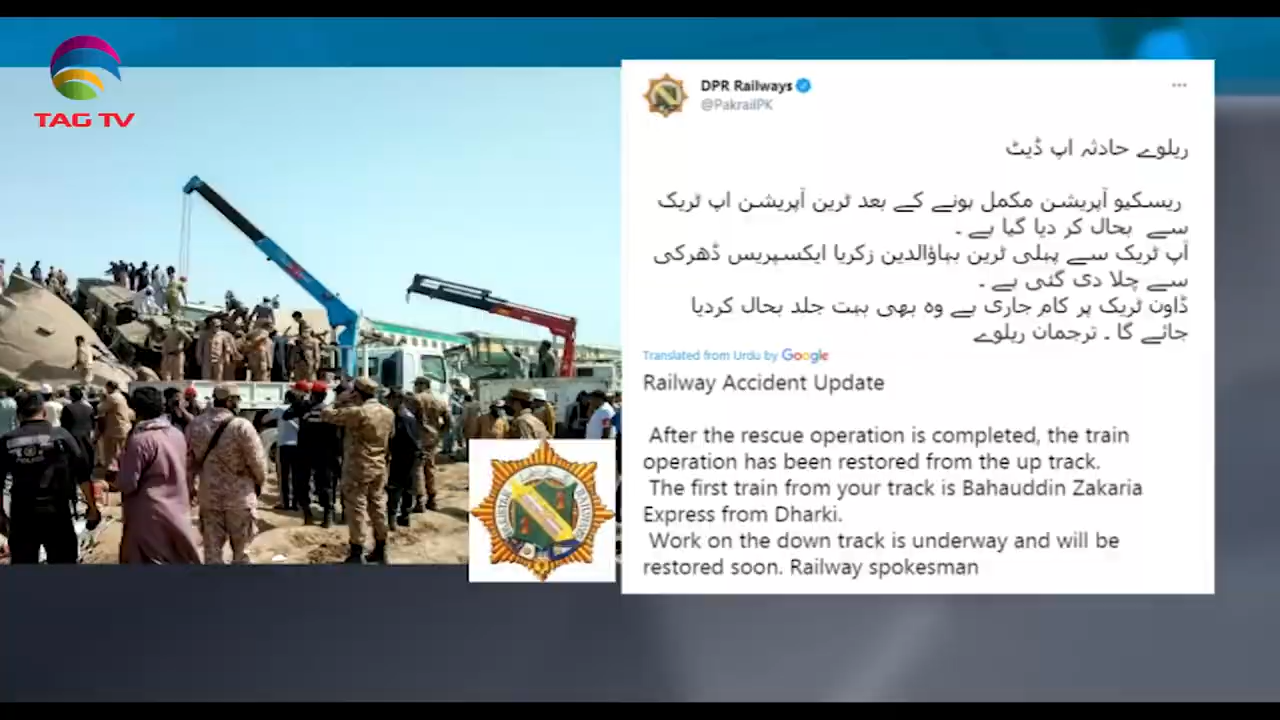 TAG TV
DPR Railways
@PakrailPK
ریلوے حادثہ اپ ڈیٹ
ریسکیو آپریشن مکمل ہونے کے بعد ٹرین آپریشن اپ ٹریک
سے بحال کر دیا گیا ہے ۔
آپ ٹریک سے پہلی ٹرین بہاؤالدین زکریا ایکسپریس ڈھرکی
سے چلا دی گئی ہے ۔
ڈاون ٹریک پر کام جاری ہے وہ بھی بہت جلد بحال کردیا
جائے گا ۔ ترجمان ریلوے
Translated from Urdu by Google
Railway Accident Update
After the rescue operation is completed, the train
operation has been restored from the up track.
The first train from your track is Bahauddin Zakaria
Express from Dharki.
Work on the down track is underway and will be
restored soon. Railway spokesman
PAKISTAN
RAILWAYS